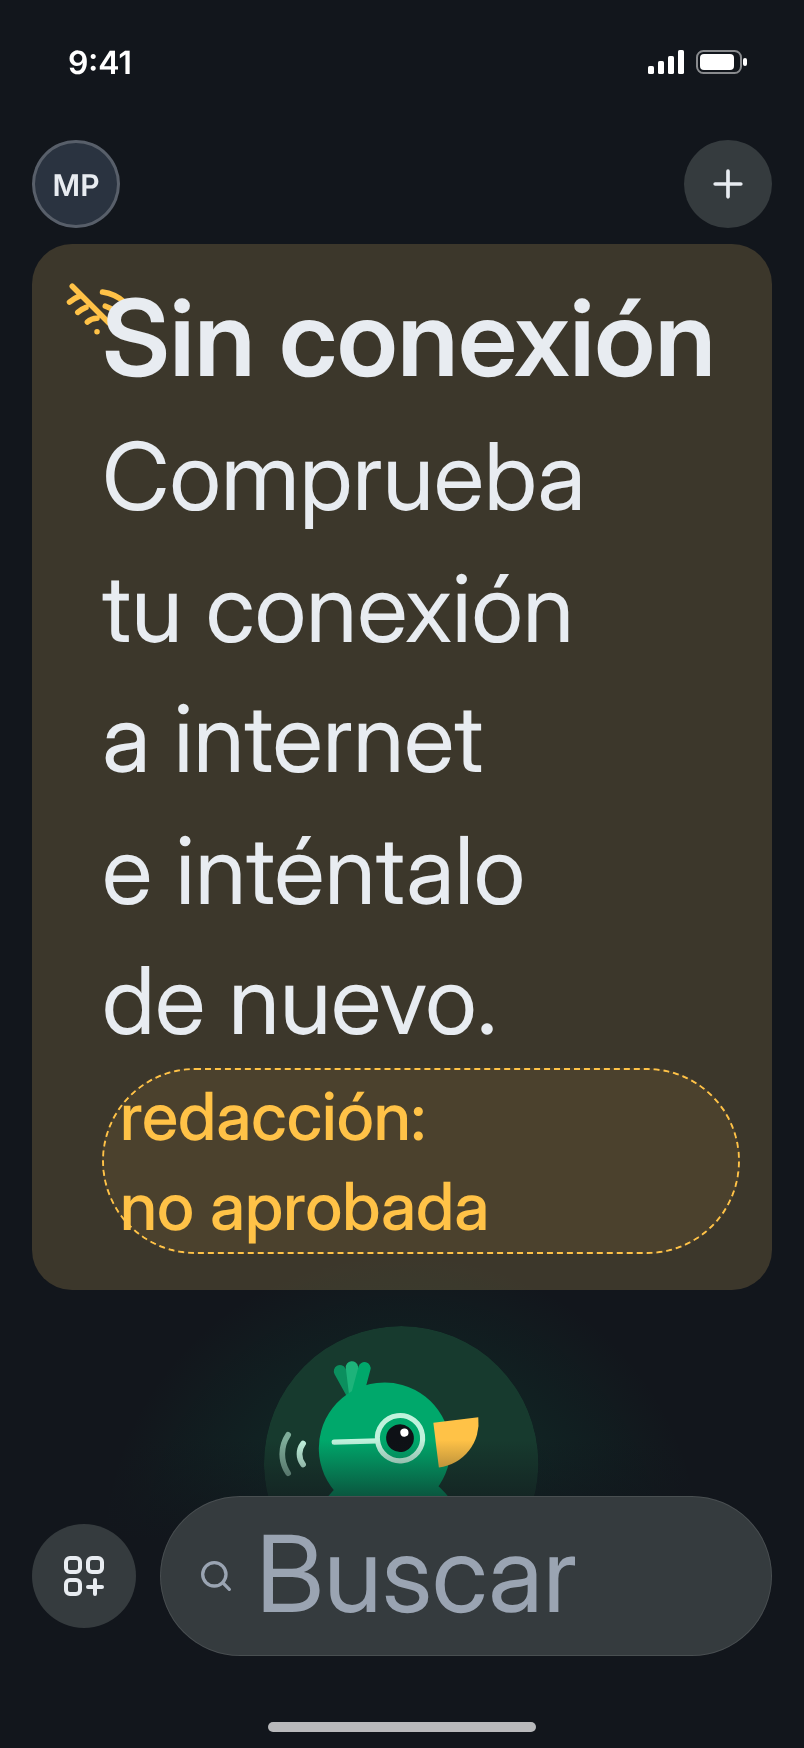 9:41
MP
Sin conexión
Comprueba
tu conexión
a internet
e inténtalo
de nuevo.
redacción:
no aprobada
Buscar